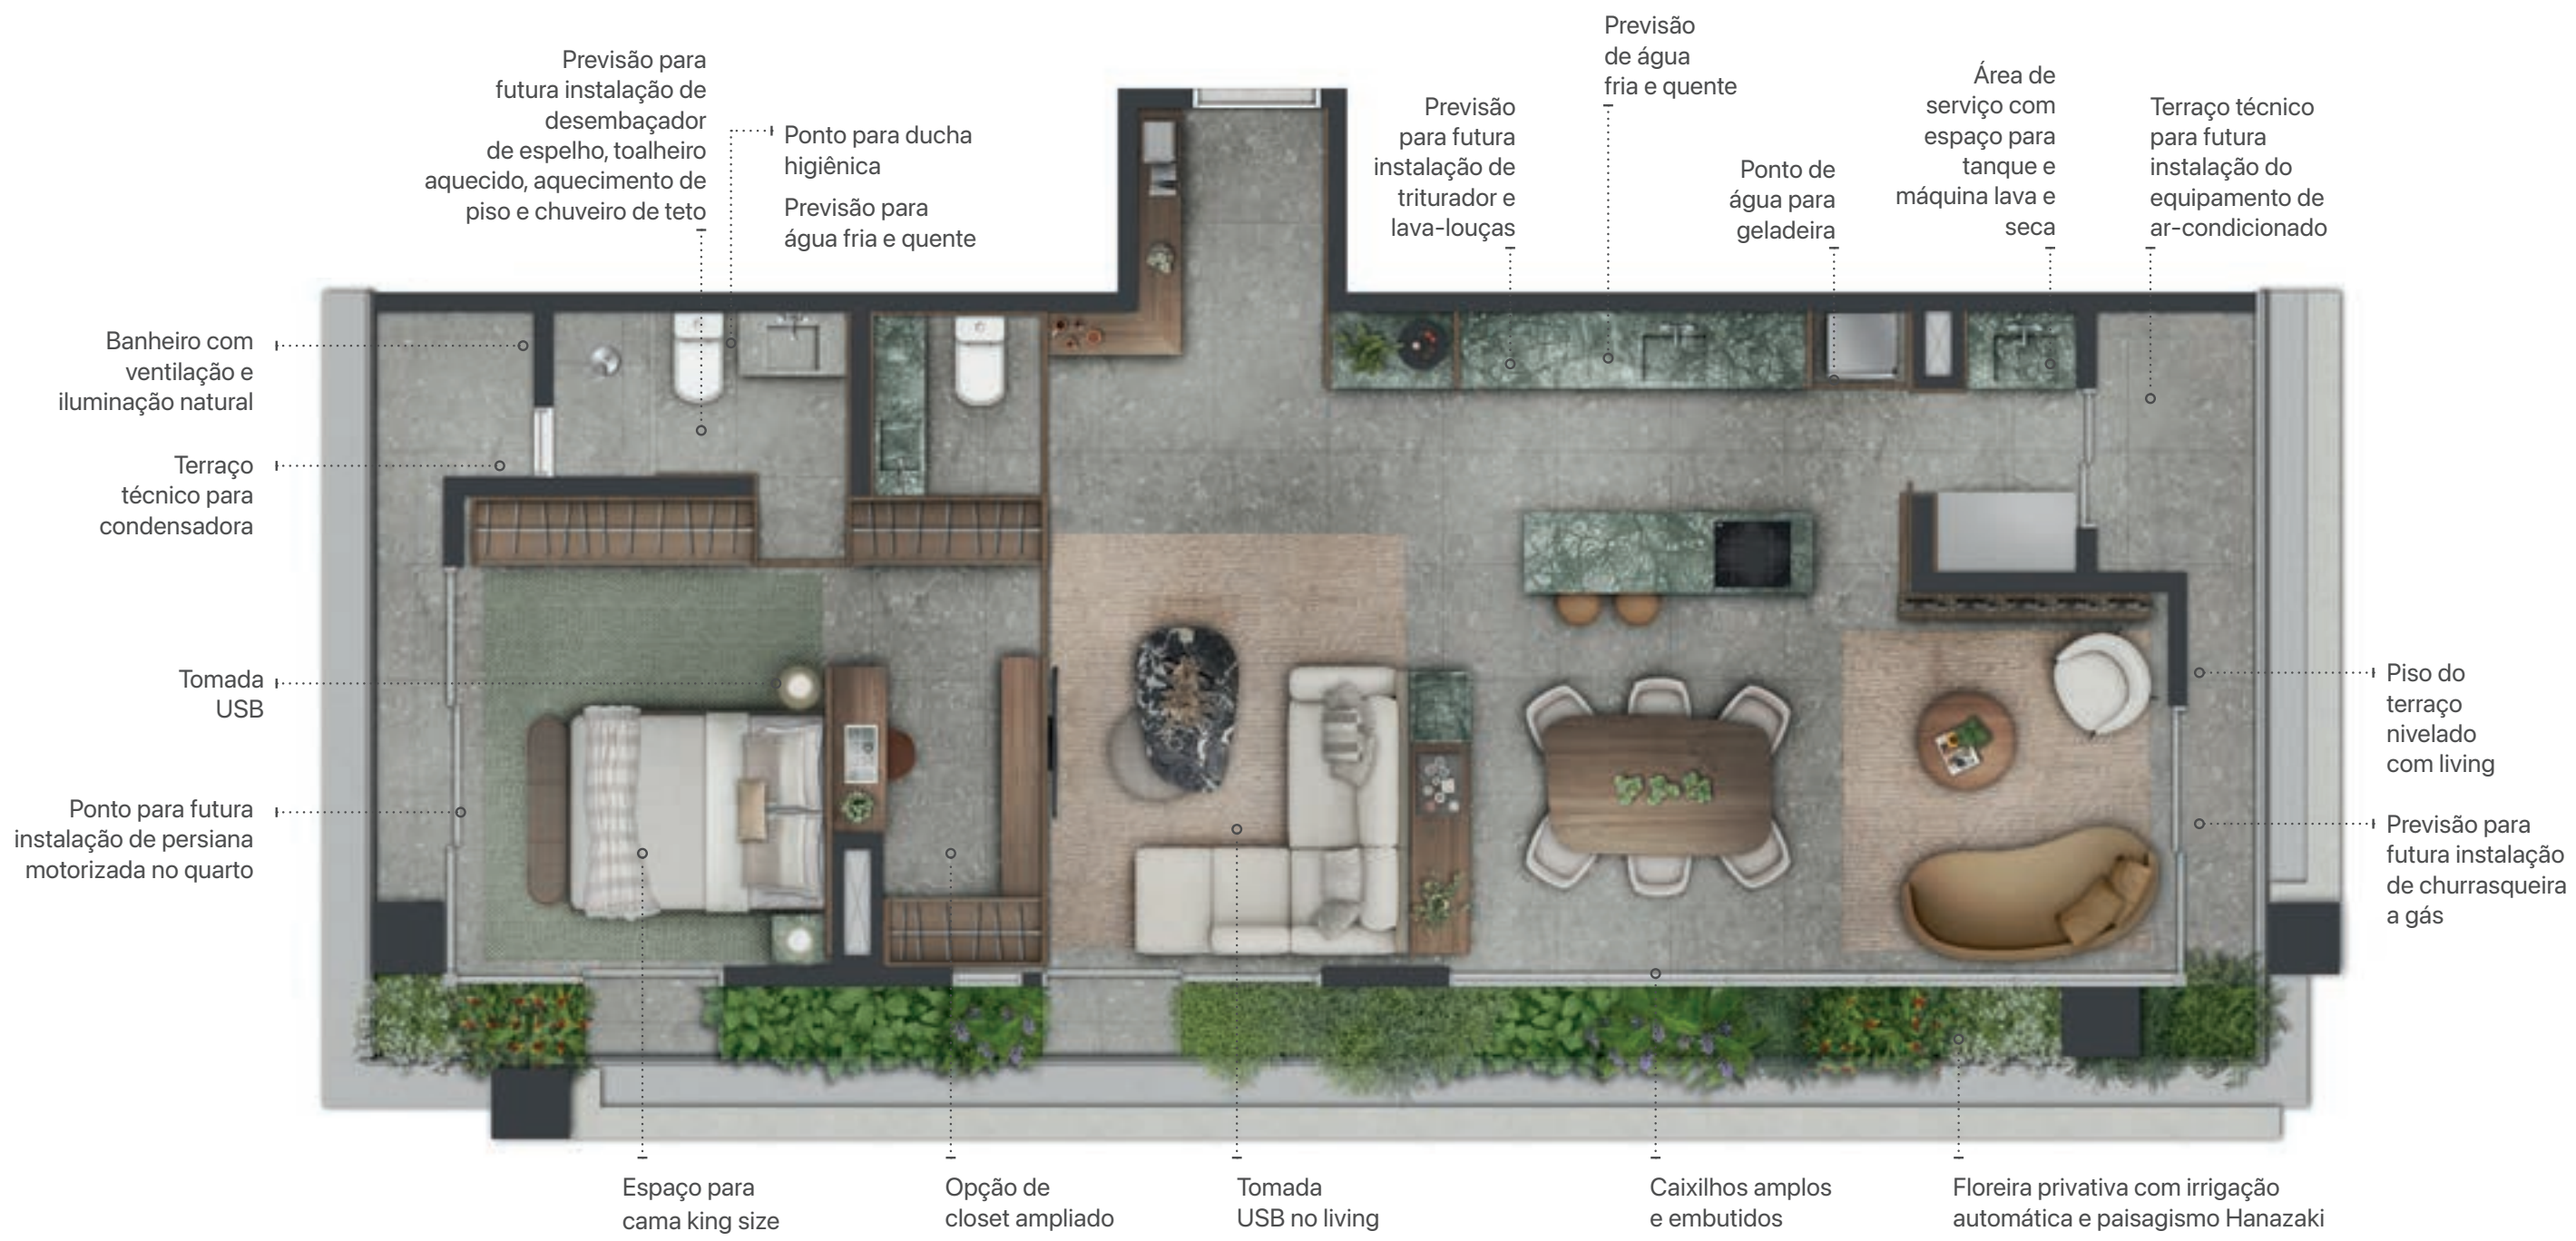 Previsão para
futura instalação de
desembaçador
de espelho, toalheiro
aquecido, aquecimento de
piso e chuveiro de teto
Ponto para ducha
higiênica
Previsão para
água fria e quente
Previsão
para futura
instalação de
triturador e
lava-louças
Previsão
de água
fria e quente
Ponto de
água para
geladeira
Área de
serviço com
espaço para
tanque e
máquina lava e
seca
Terraço técnico
para futura
instalação do
equipamento de
ar-condicionado
Banheiro com
ventilação e
iluminação natural
Terraço
técnico para
condensadora
Tomada
USB
Ponto para futura
instalação de persiana
motorizada no quarto
Piso do
terraço
nivelado
com living
Previsão para
futura instalação
de churrasqueira
a gás
Espaço para
cama king size
Opção de
closet ampliado
Tomada
USB no living
Caixilhos amplos
e embutidos
Floreira privativa com irrigação
automática e paisagismo Hanazaki